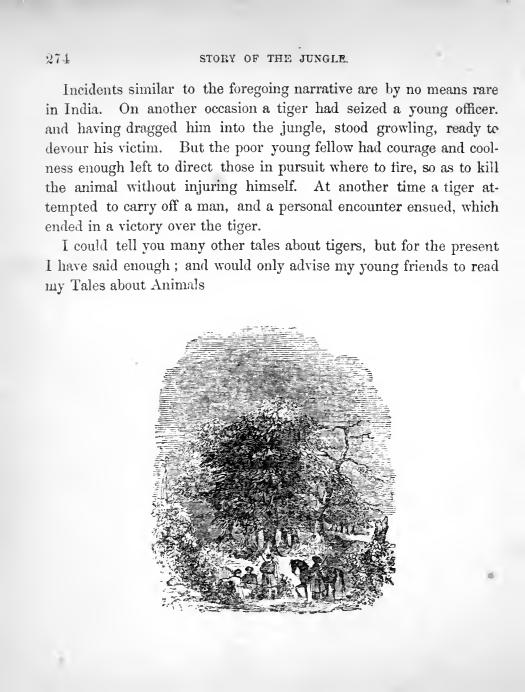 274 STORY OF THE JUNGLE.
Incidents similar to the foregoing narrative are by no means rare
in India. On another occasion a tiger had seized a young officer.
and having dragged him into the jungle, stood growling, ready to
devour his victim. But the poor young fellow had courage and cool-
ness enough left to direct those in pursuit where to fire, so as to kill
the animal without injuring himself. At another time a tiger at-
tempted to carry off a man, and a personal encounter ensued, which
ended in a victory over the tiger.
I could tell you many other tales about tigers, but for the present
I have said enough ; and would only advise my young friends to read
my Tales about Animals